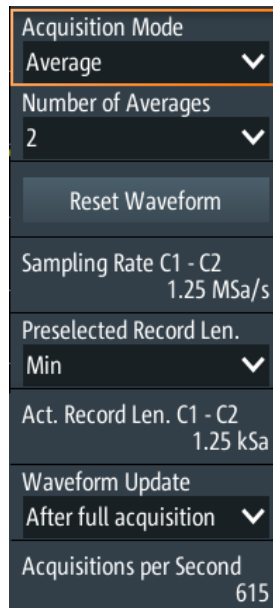 Acquisition Mode
Average
Number of Averages
2
Reset Waveform
Sampling Rate C1 - C2
1.25 MSa/s
Preselected Record Len.
Min
Act. Record Len. C1 - C2
1.25 kSa
Waveform Update
After full acquisition
Acquisitions per Second
615